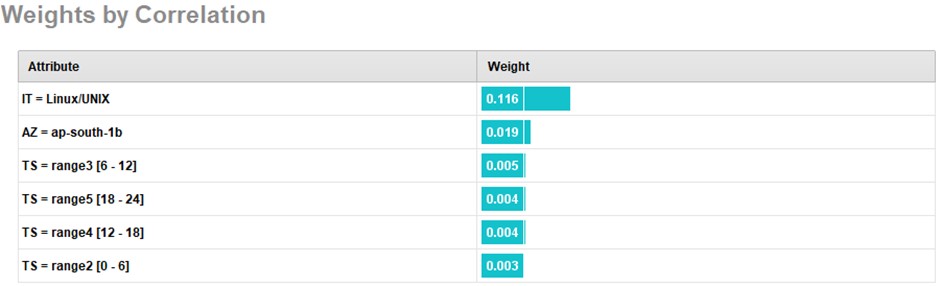 Weights by Correlation
Attribute Weight
IT = Linux/UNIX 0.116
AZ = ap-south-1b 0.019
TS = range3 [6 - 12] 0.005
TS = range5 [18 - 24] 0.004
TS = range4 [12 - 18] 0.004
TS = range2 [0 - 6] 0.003